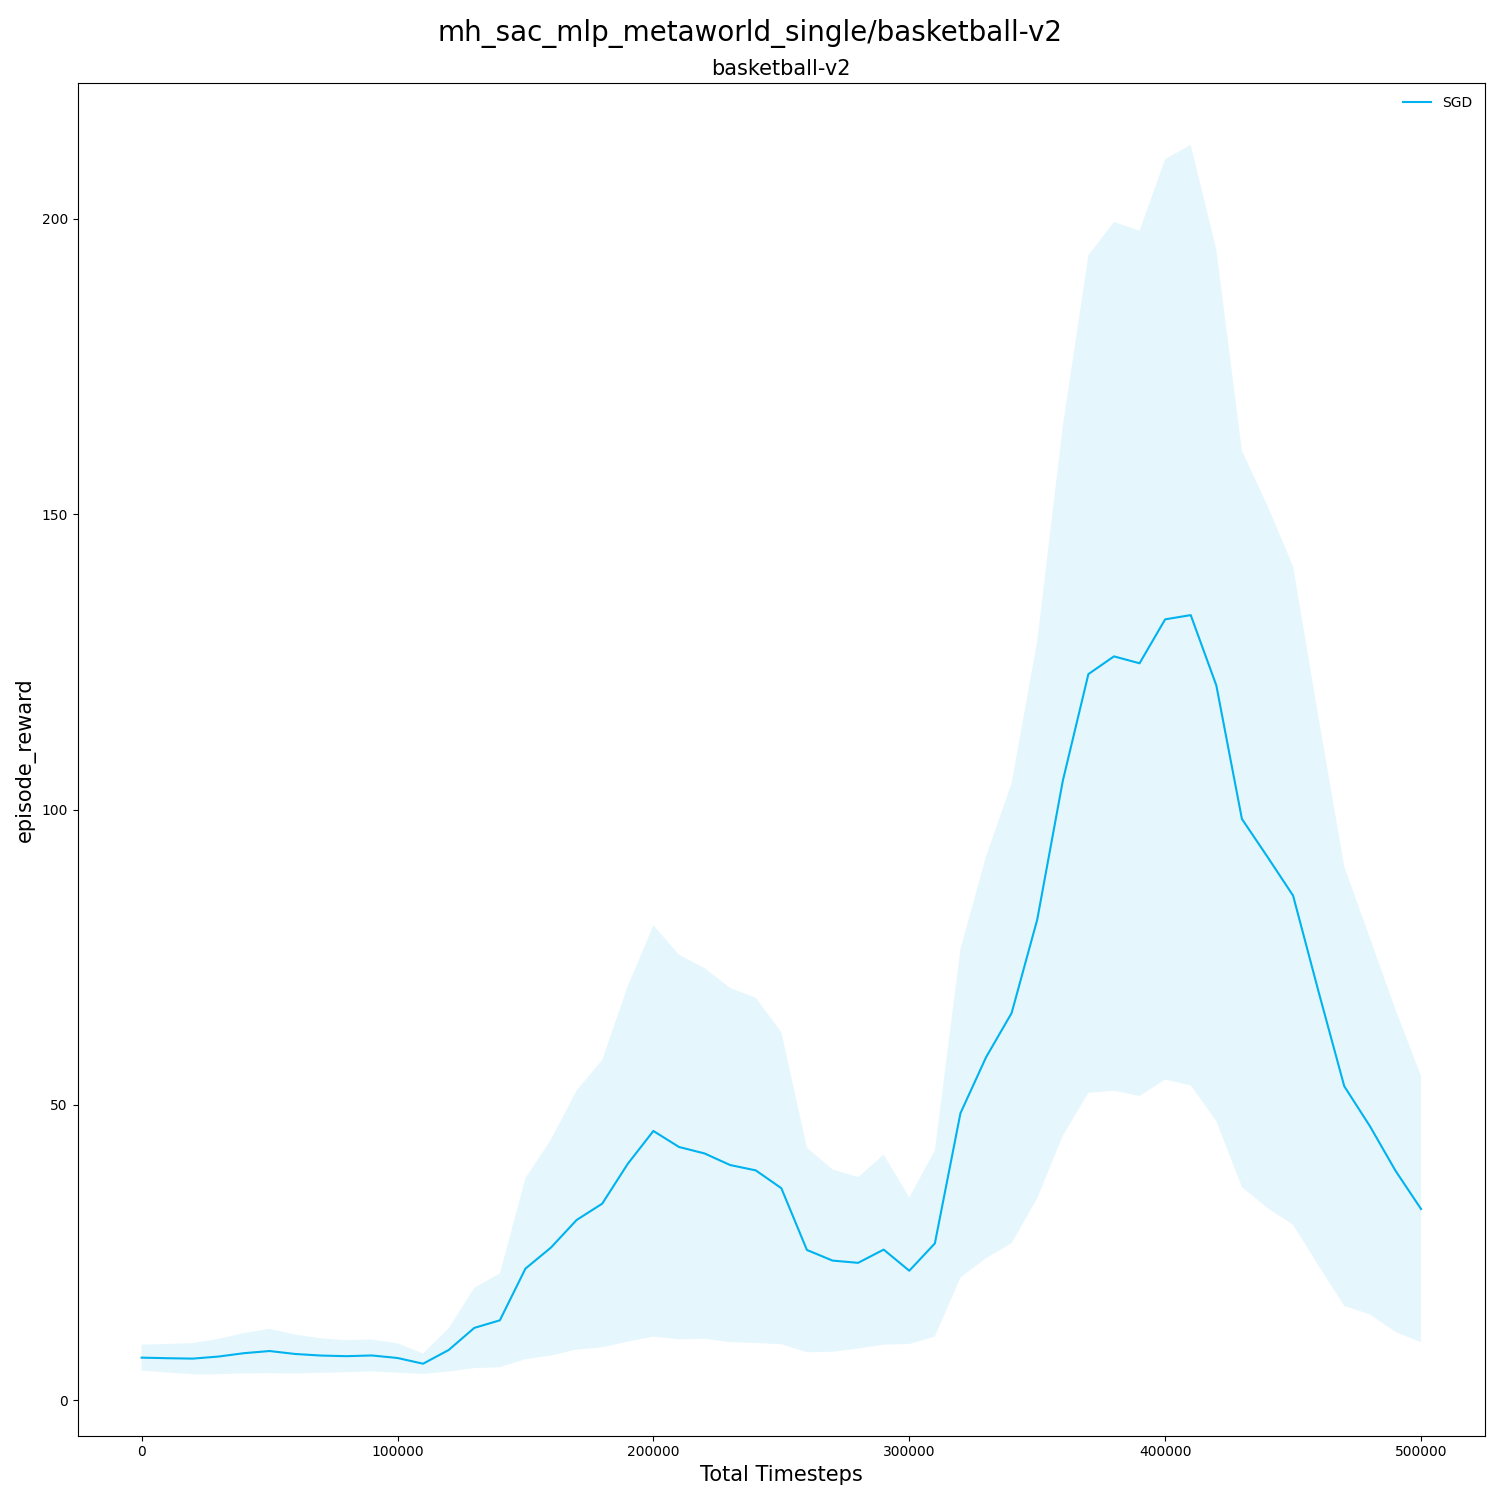 mh_sac_mlp_metaworld_single/basketball-v2
basketball-v2
SGD
episode_reward
200
150
100
50
0
0 100000 200000 300000 400000 500000
Total Timesteps